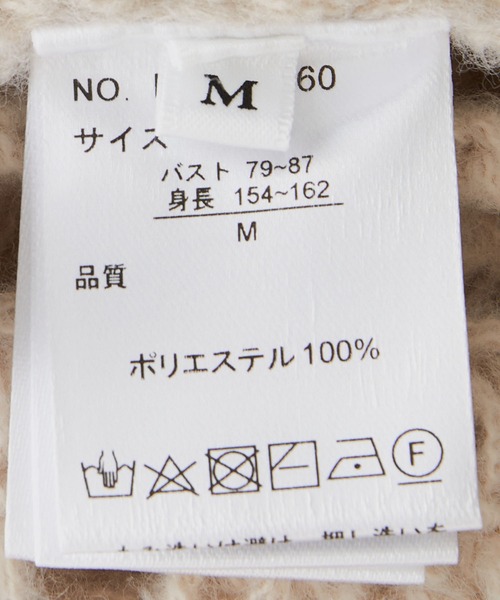 NO. 60
M
サイズ
バスト 79~87
身長 154~162
M
品質
ポリエステル100%
F